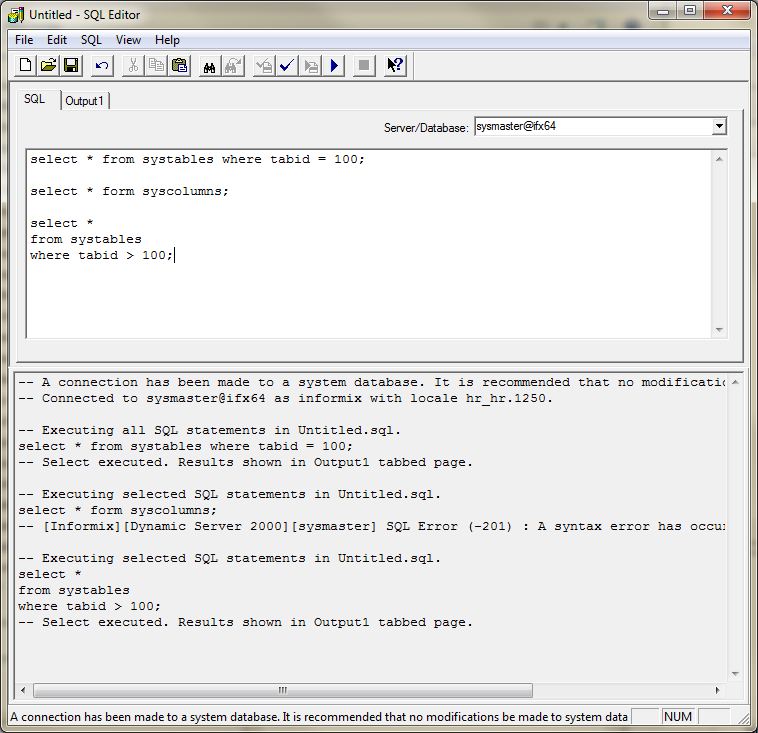 Untitled - SQL Editor
File Edit SQL View Help
SQL Output1
Server/Database: sysmaster@ifx64
select * from systables where tabid = 100;
select * form syscolumns;
select *
from systables
where tabid > 100;
-- A connection has been made to a system database. It is recommended that no modificatio
-- Connected to sysmaster@ifx64 as informix with locale hr_hr.1250.
-- Executing all SQL statements in Untitled.sql.
select * from systables where tabid = 100;
-- Select executed. Results shown in Output1 tabbed page.
-- Executing selected SQL statements in Untitled.sql.
select * form syscolumns;
-- [Informix][Dynamic Server 2000][sysmaster] SQL Error (-201) : A syntax error has occur
-- Executing selected SQL statements in Untitled.sql.
select *
from systables
where tabid > 100;
-- Select executed. Results shown in Output1 tabbed page.
A connection has been made to a system database. It is recommended that no modifications be made to system data NUM